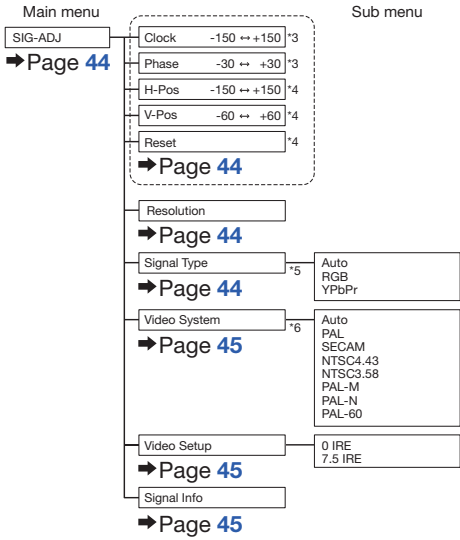 Main menu
Sub menu
SIG-ADJ
➡Page 44
Clock -150 ↔ +150 *3
Phase -30 ↔ +30 *3
H-Pos -150 ↔ +150 *4
V-Pos -60 ↔ +60 *4
Reset *4
➡Page 44
Resolution
➡Page 44
Signal Type *5
➡Page 44
Auto
RGB
YPbPr
Video System *6
➡Page 45
Auto
PAL
SECAM
NTSC4.43
NTSC3.58
PAL-M
PAL-N
PAL-60
Video Setup
➡Page 45
0 IRE
7.5 IRE
Signal Info
➡Page 45